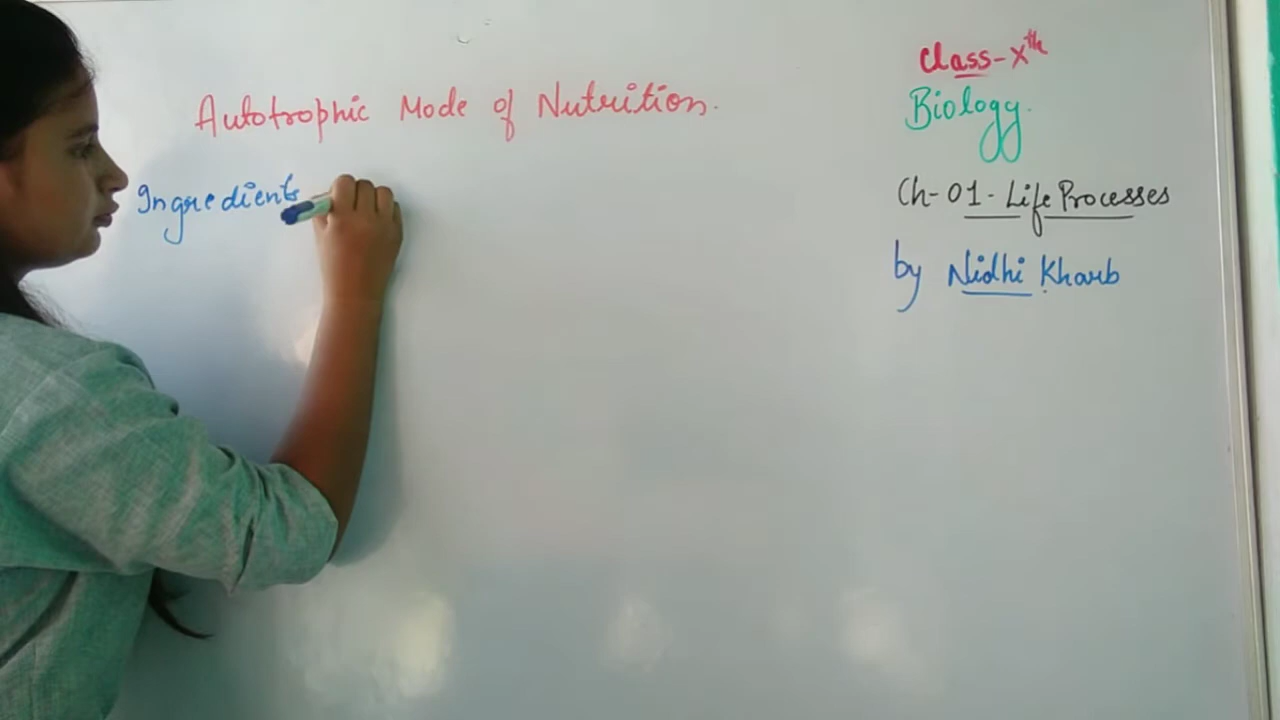 Autotrophic Mode of Nutrition.
Ingredients
Class-Xth
Biology.
Ch-01-Life Processes
by Nidhi Kharb